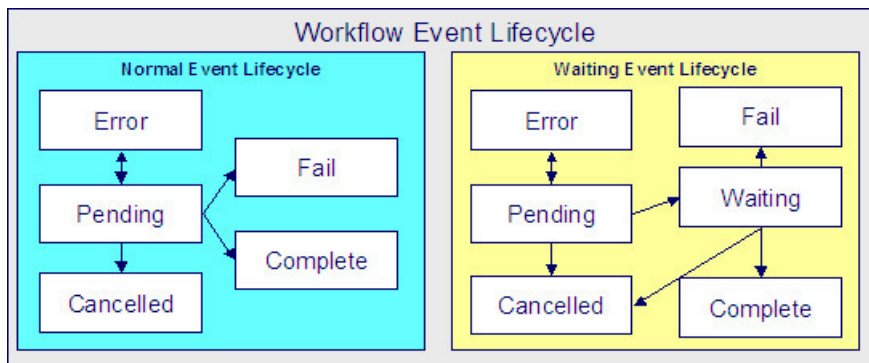 Workflow Event Lifecycle
Normal Event Lifecycle
Error
Fail
Pending
Complete
Cancelled
Waiting Event Lifecycle
Error
Fail
Pending
Waiting
Cancelled
Complete